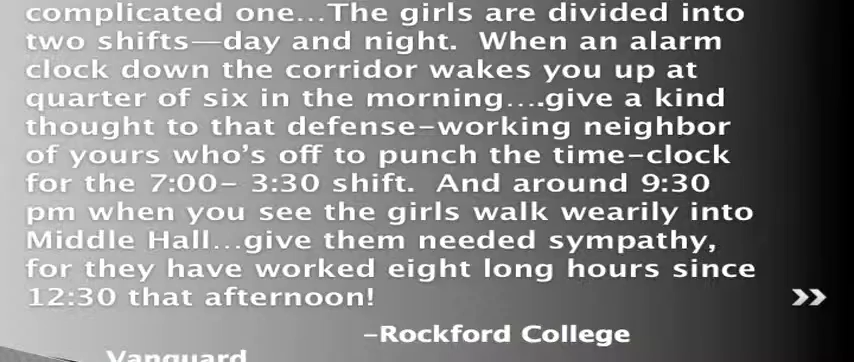 complicated one…The girls are divided into
two shifts—day and night.  When an alarm
clock down the corridor wakes you up at
quarter of six in the morning….give a kind
thought to that defense-working neighbor
of yours who’s off to punch the time-clock
for the 7:00- 3:30 shift.  And around 9:30
pm when you see the girls walk wearily into
Middle Hall…give them needed sympathy,
for they have worked eight long hours since
12:30 that afternoon!
-Rockford College
Vanguard